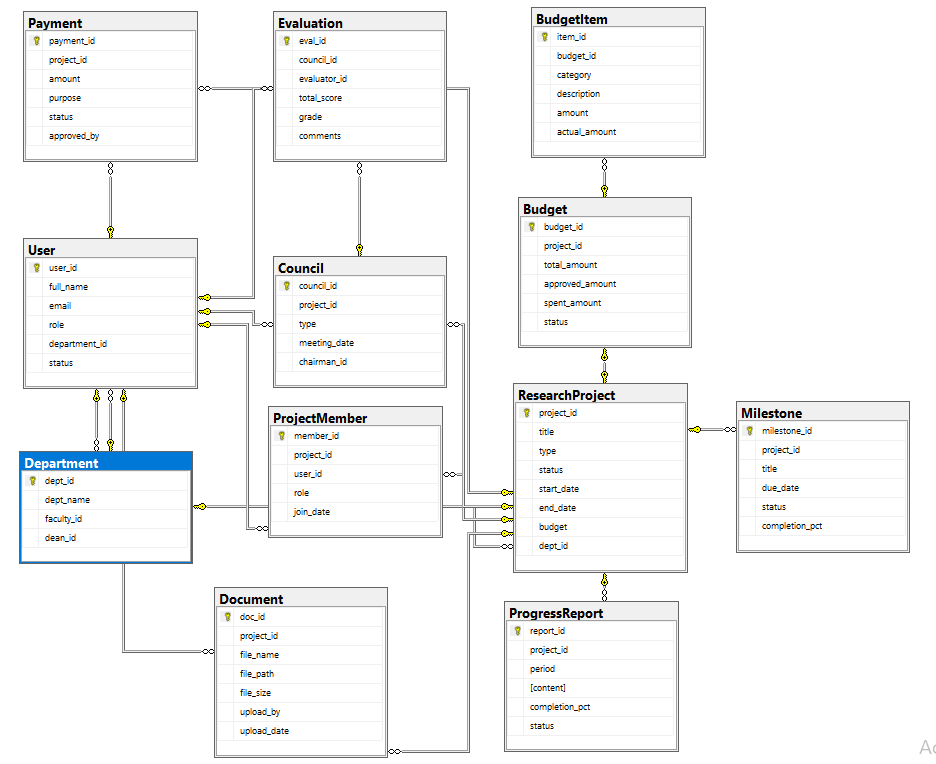 Payment
payment_id
project_id
amount
purpose
status
approved_by
Evaluation
eval_id
council_id
evaluator_id
total_score
grade
comments
BudgetItem
item_id
budget_id
category
description
amount
actual_amount
User
user_id
full_name
email
role
department_id
status
Council
council_id
project_id
type
meeting_date
chairman_id
Budget
budget_id
project_id
total_amount
approved_amount
spent_amount
status
ProjectMember
member_id
project_id
user_id
role
join_date
ResearchProject
project_id
title
type
status
start_date
end_date
budget
dept_id
Milestone
milestone_id
project_id
title
due_date
status
completion_pct
Department
dept_id
dept_name
faculty_id
dean_id
Document
doc_id
project_id
file_name
file_path
file_size
upload_by
upload_date
ProgressReport
report_id
project_id
period
[content]
completion_pct
status